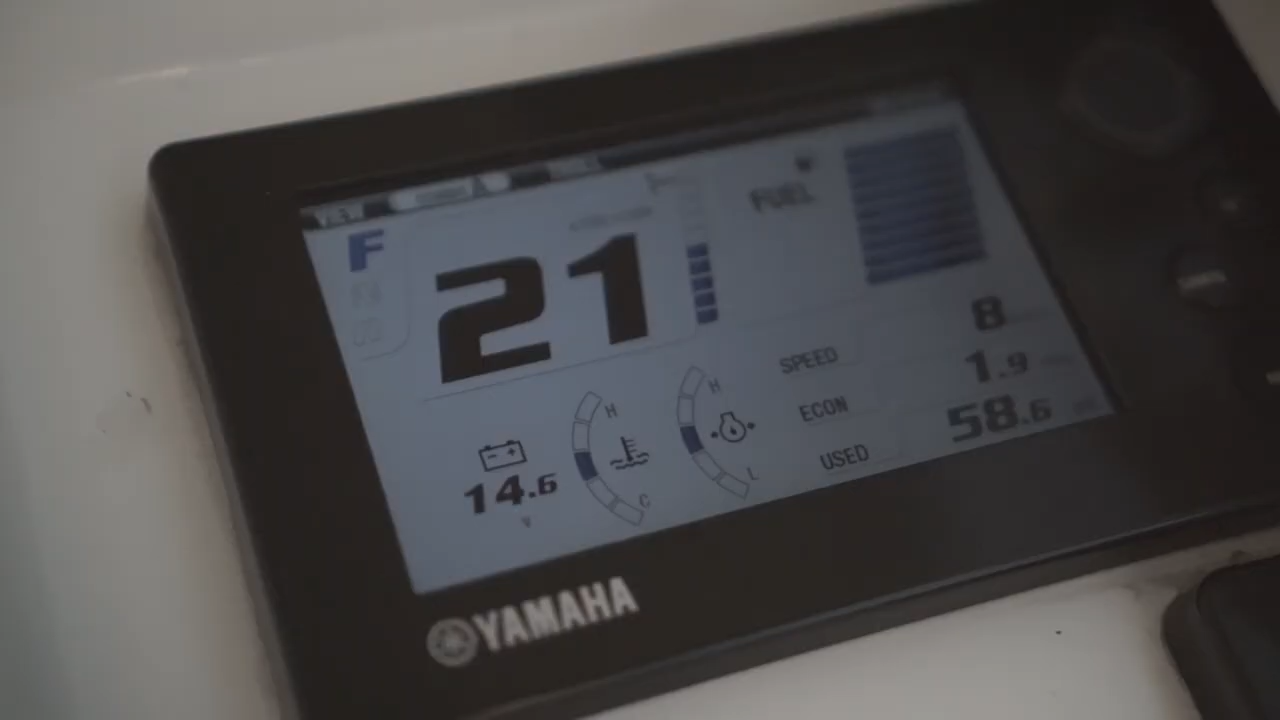 F
21
FUEL
H
H
SPEED
8
ECON
1.9
USED
58.6
14.6
V
C
L
YAMAHA